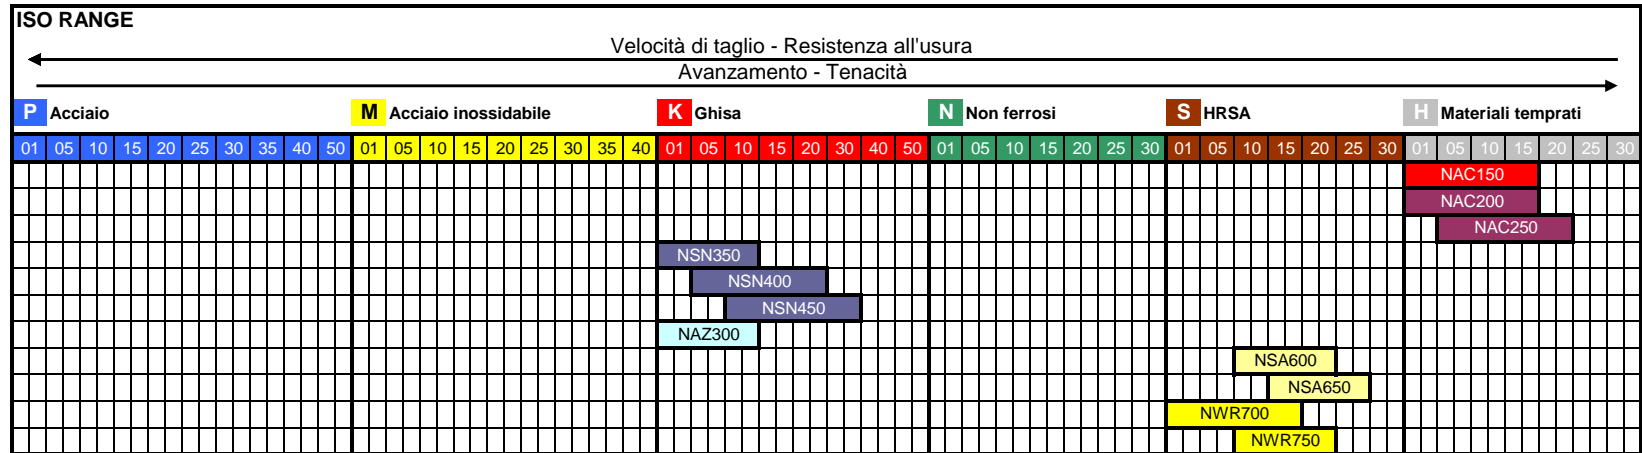 ISO RANGE
Velocità di taglio - Resistenza all'usura
Avanzamento - Tenacità
P Acciaio M Acciaio inossidabile K Ghisa N Non ferrosi S HRSA H Materiali temprati
01 05 10 15 20 25 30 35 40 50 01 05 10 15 20 25 30 35 40 01 05 10 15 20 30 40 50 01 05 10 15 20 25 30 01 05 10 15 20 25 30 01 05 10 15 20 25 30
NAC150
NAC200
NAC250
NSN350
NSN400
NSN450
NAZ300
NSA600
NSA650
NWR700
NWR750